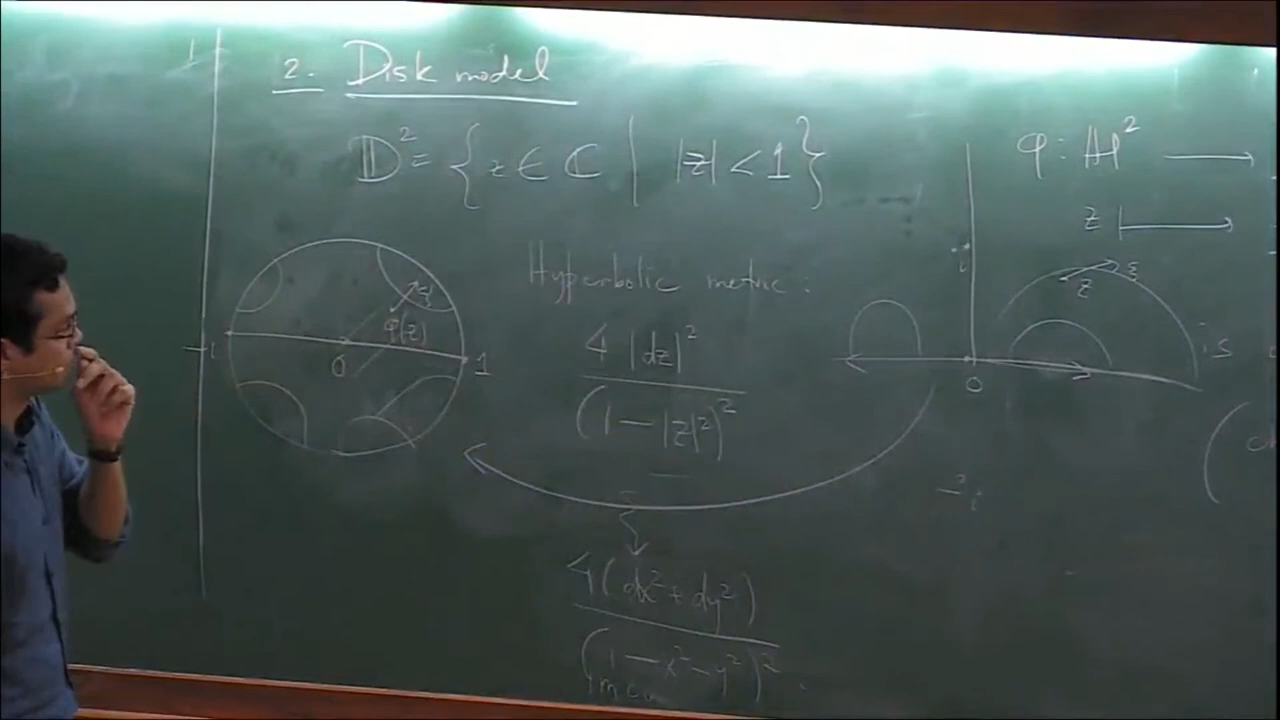 2. Disk model
𝔻² = { z ∈ ℂ | |z| < 1 }
φ : ℍ² ⟶
z ⟼
Hyperbolic metric :
4 |dz|²
(1 - |z|²)²
4(dx² + dy²)
(1 - x² - y²)²
0
1
φ(z)
ξ
i
z
ξ
0
-i
is